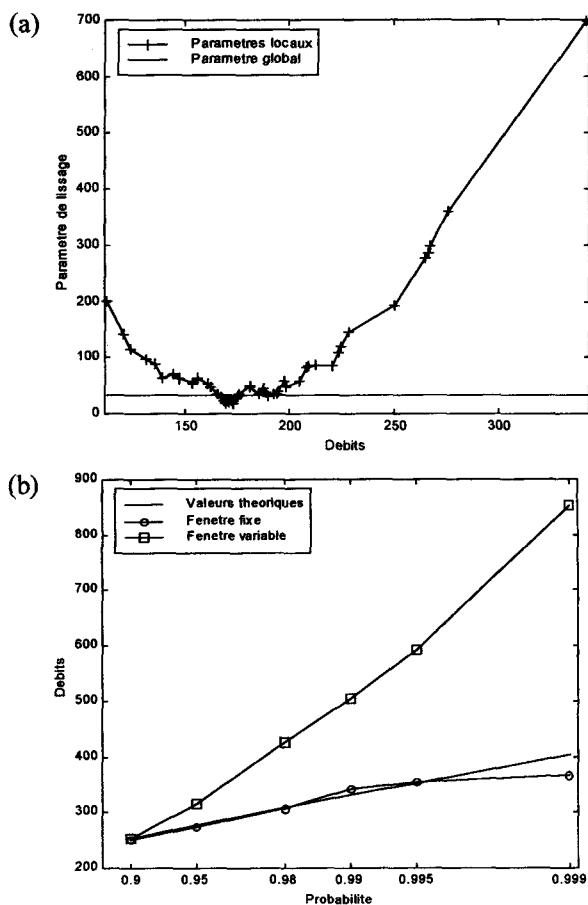 (a)
700
600
500
400
300
200
100
0
Parametre de lissage
Parametres locaux
Parametre global
150
200
250
300
Debits
(b)
900
800
700
600
500
400
300
200
Debits
Valeurs theoriques
Fenetre fixe
Fenetre variable
0.9
0.95
0.98
0.99
0.995
0.999
Probabilite